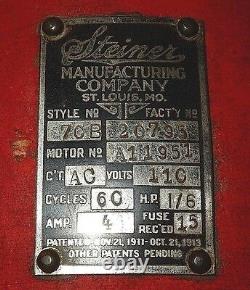 Steiner
MANUFACTURING
COMPANY
ST. LOUIS, MO.
STYLE NO FACT'Y NO
7CB 20795
MOTOR NO A11951
C'T AC VOLTS 110
CYCLES 60 H.P. 1/6
AMP. 4 FUSE REC'ED 15
PATENTED NOV. 21, 1911 - OCT. 21, 1913
OTHER PATENTS PENDING